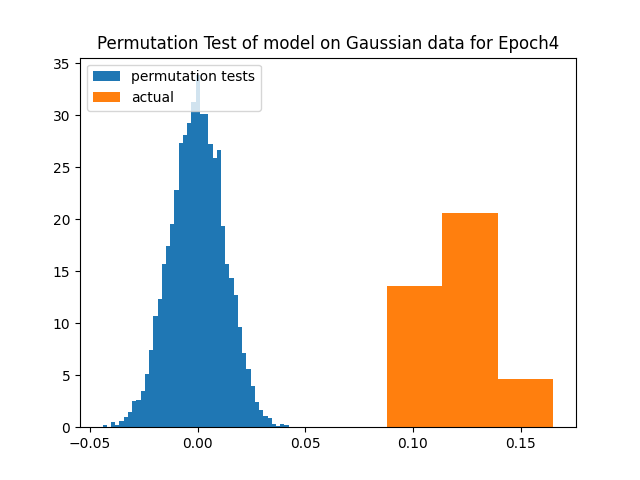 Permutation Test of model on Gaussian data for Epoch4
permutation tests
actual
35
30
25
20
15
10
5
0
−0.05 0.00 0.05 0.10 0.15